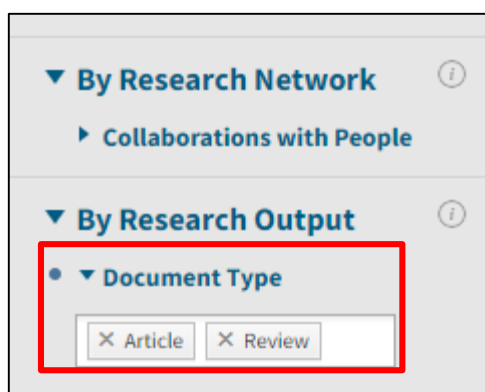 By Research Network
Collaborations with People
By Research Output
Document Type
Article Review